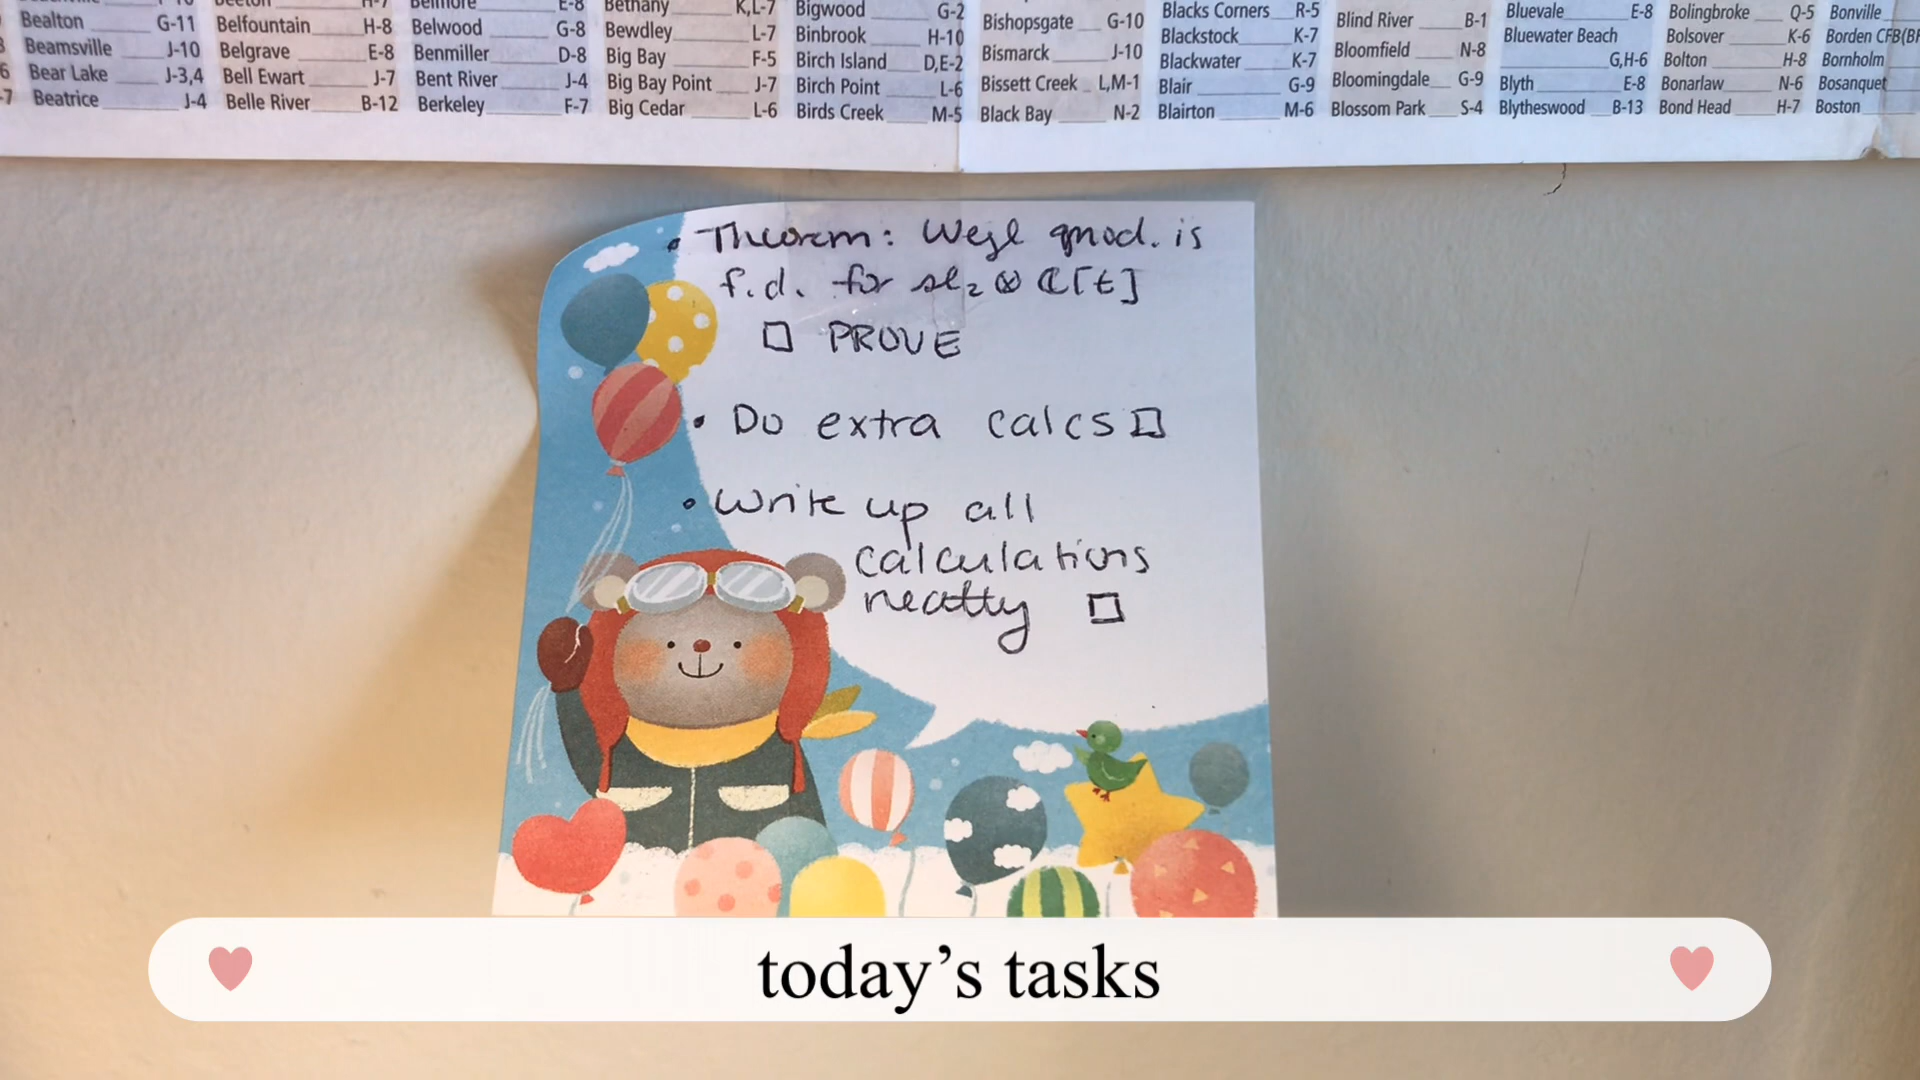 Bealton G-11 Belfountain H-8 Belwood G-8 Bewdley L-7 Binbrook H-10 Bishopsgate G-10 Blackstock K-7 Blind River B-1 Bluevale E-8 Bolingbroke Q-5 Bonville
Beamsville J-10 Belgrave E-8 Benmiller D-8 Big Bay F-5 Birch Island D,E-2 Bismarck J-10 Blackwater K-7 Bloomfield N-8 Bluewater Beach G,H-6 Bolsover K-6
Bear Lake J-3,4 Bell Ewart J-7 Bent River J-4 Big Bay Point J-7 Birch Point L-6 Bissett Creek L,M-1 Blair G-9 Bloomingdale G-9 Blyth E-8 Bolton H-8 Bornholm
Beatrice J-4 Belle River B-12 Berkeley F-7 Big Cedar L-6 Birds Creek M-5 Black Bay N-2 Blairton M-6 Blossom Park S-4 Blytheswood B-13 Bonarlaw N-6 Bosanquet
Bethany K,L-7 Bigwood G-2 Blacks Corners R-5 Bond Head H-7 Boston
• Theorem: Weyl qmod. is
f.d. for sl₂ ⊗ ℂ[t]
□ PROVE
• Do extra calcs □
• Write up all
calculations
neatly □
today's tasks